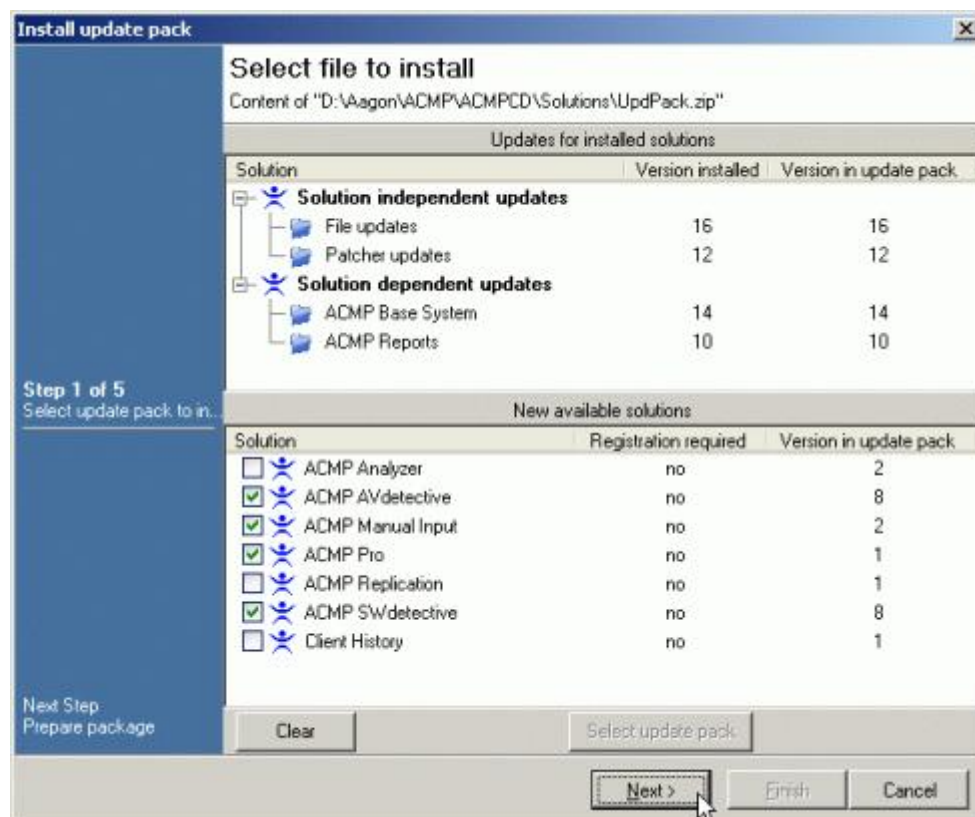 Install update pack
Select file to install
Content of "D:\Aagon\ACMP\ACMPCD\Solutions\UpdPack.zip"
Updates for installed solutions
Solution Version installed Version in update pack
Solution independent updates
File updates 16 16
Patcher updates 12 12
Solution dependent updates
ACMP Base System 14 14
ACMP Reports 10 10
Step 1 of 5
Select update pack to in...
New available solutions
Solution Registration required Version in update pack
ACMP Analyzer no 2
ACMP AVdetective no 8
ACMP Manual Input no 2
ACMP Pro no 1
ACMP Replication no 1
ACMP SWdetective no 8
Client History no 1
Next Step
Prepare package
Clear Select update pack
Next > Finish Cancel